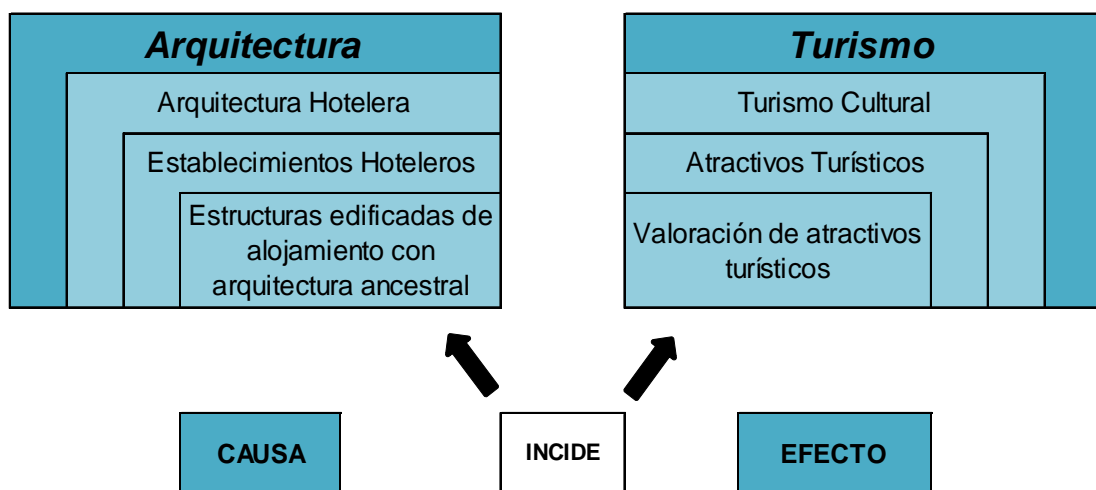 Arquitectura
Arquitectura Hotelera
Establecimientos Hoteleros
Estructuras edificadas de
alojamiento con
arquitectura ancestral
Turismo
Turismo Cultural
Atractivos Turísticos
Valoración de atractivos
turísticos
CAUSA
INCIDE
EFECTO